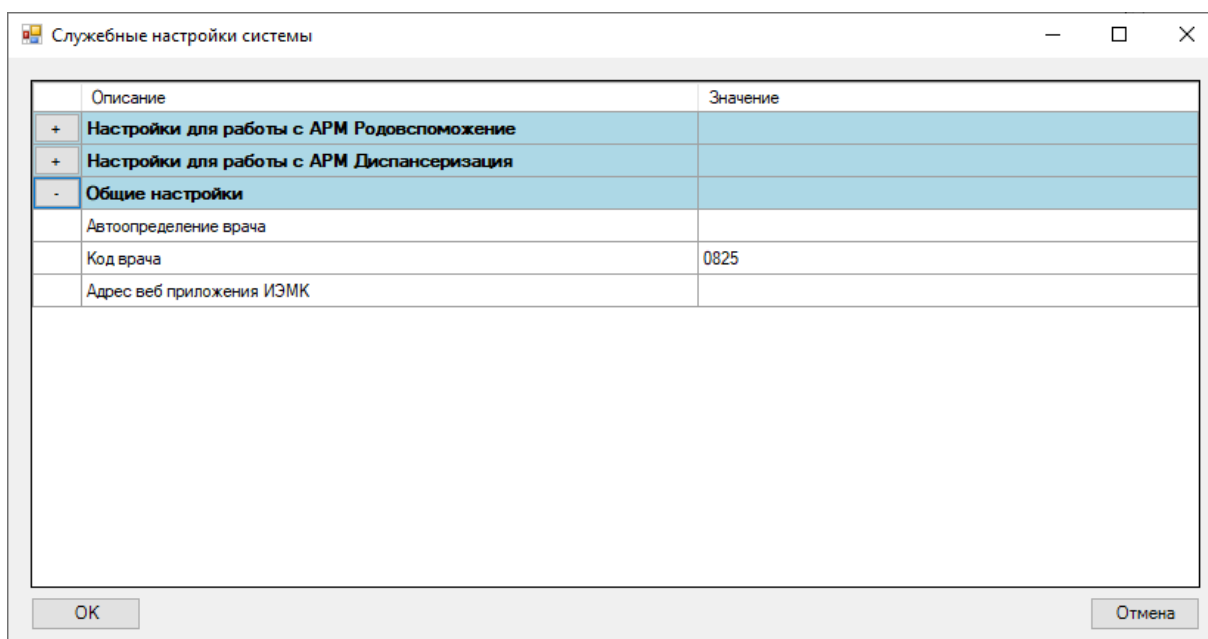 Служебные настройки системы
Описание Значение
+ Настройки для работы с АРМ Родовспоможение
+ Настройки для работы с АРМ Диспансеризация
- Общие настройки
Автоопределение врача
Код врача 0825
Адрес веб приложения ИЭМК
OK Отмена